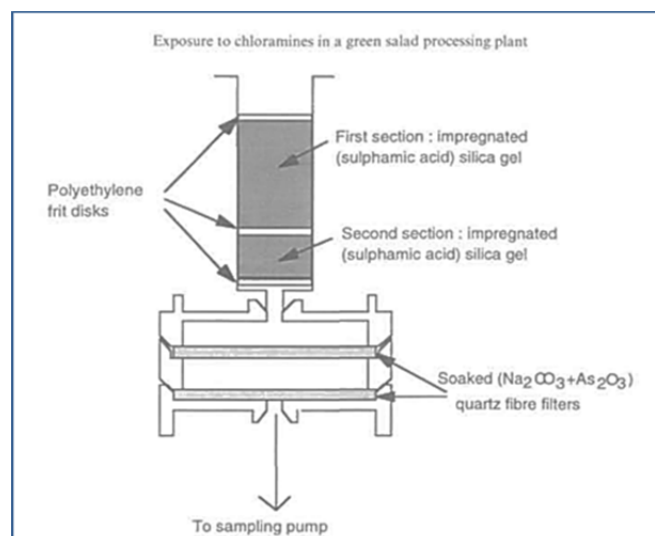 Exposure to chloramines in a green salad processing plant
First section : impregnated
(sulphamic acid) silica gel
Polyethylene
frit disks
Second section : impregnated
(sulphamic acid) silica gel
Soaked (Na2CO3+As2O3)
quartz fibre filters
To sampling pump